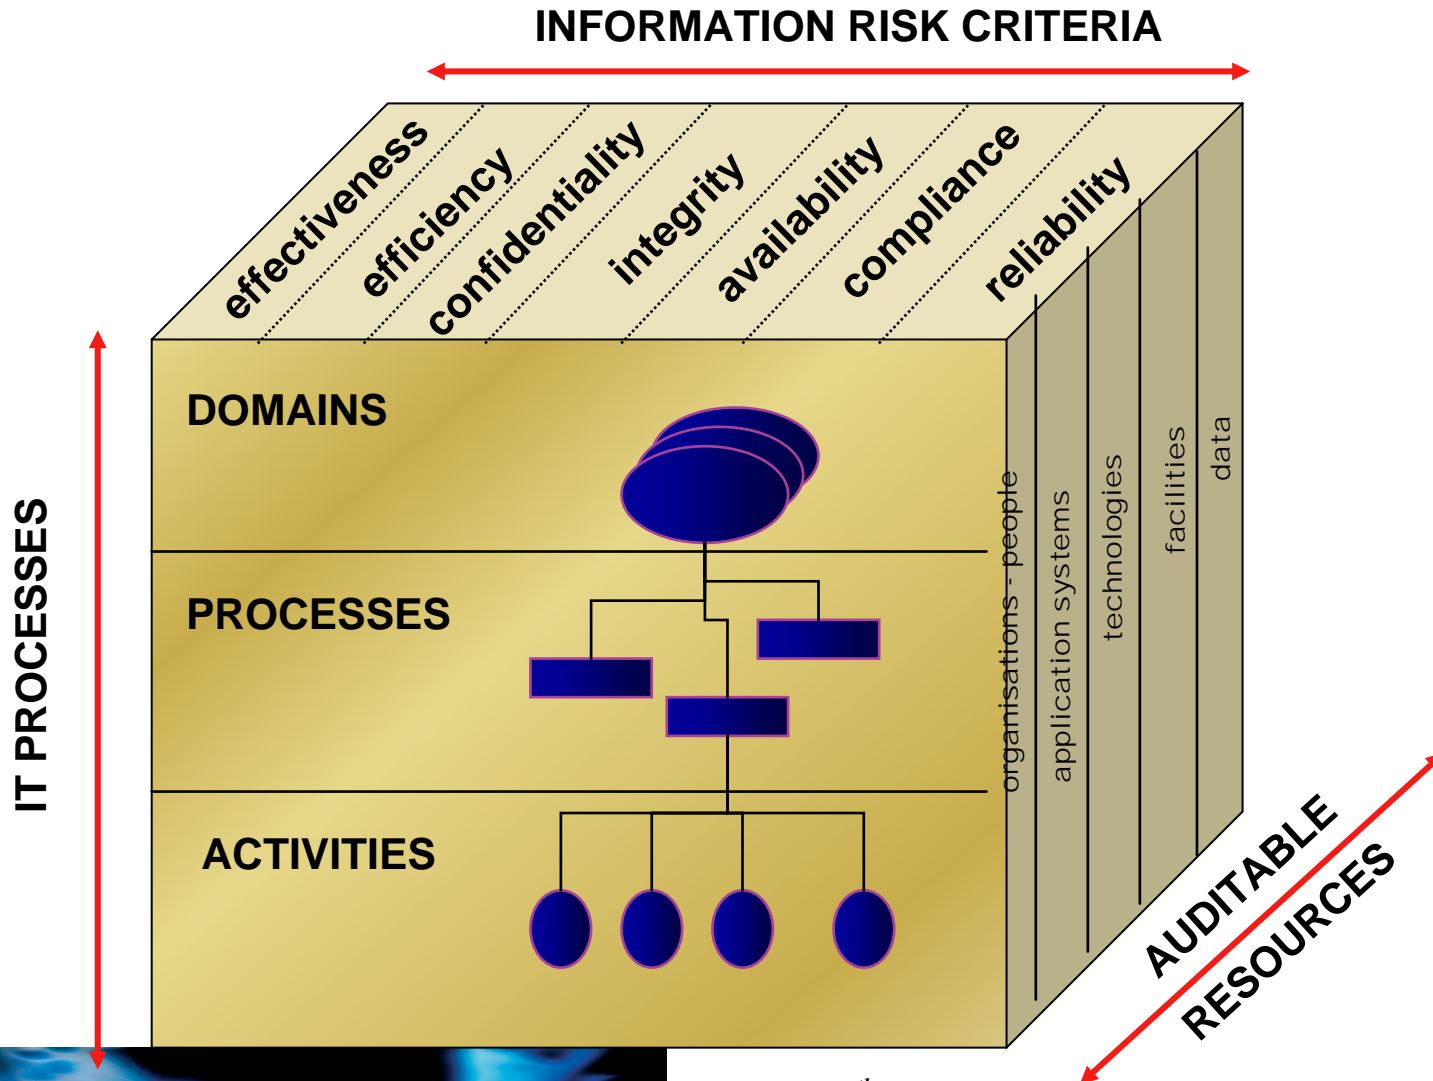 INFORMATION RISK CRITERIA
effectiveness
efficiency
confidentiality
integrity
availability
compliance
reliability
IT PROCESSES
DOMAINS
PROCESSES
ACTIVITIES
organisations - people
application systems
technologies
facilities
data
AUDITABLE
RESOURCES